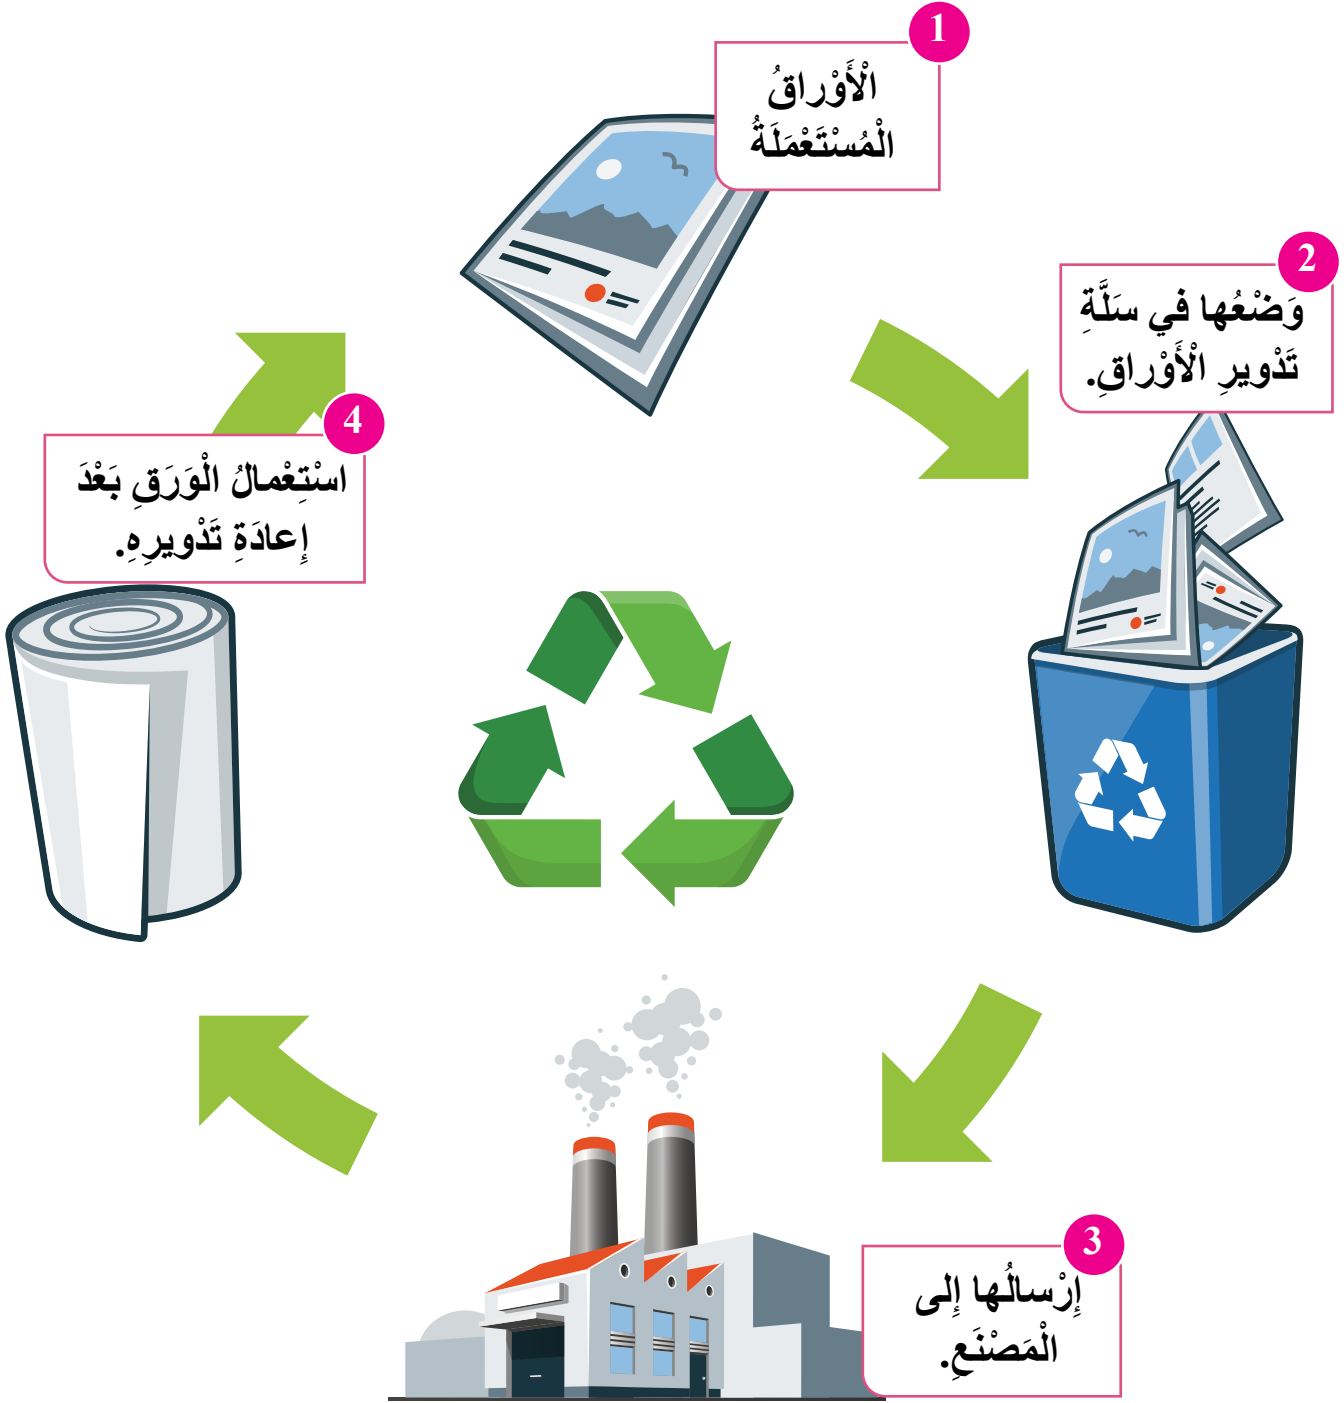 1
الْأَوْراقُ
الْمُسْتَعْمَلَةُ
2
وَضْعُها في سَلَّةِ
تَدْويرِ الْأَوْراقِ.
3
إِرْسالُها إِلى
الْمَصْنَعِ.
4
اسْتِعْمالُ الْوَرَقِ بَعْدَ
إِعادَةِ تَدْويرِهِ.